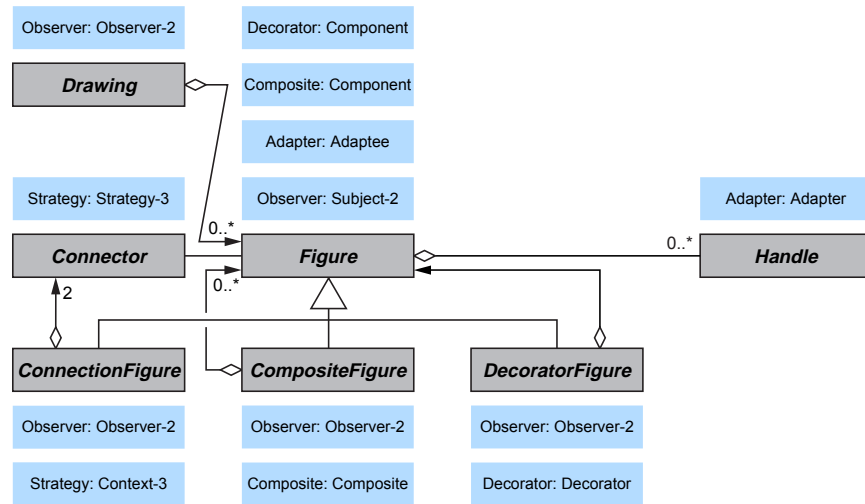 Observer: Observer-2
Decorator: Component
Drawing
Composite: Component
Adapter: Adaptee
Strategy: Strategy-3
Observer: Subject-2
Adapter: Adapter
0..*
0..*
Connector
Figure
Handle
2
0..*
ConnectionFigure
CompositeFigure
DecoratorFigure
Observer: Observer-2
Observer: Observer-2
Observer: Observer-2
Strategy: Context-3
Composite: Composite
Decorator: Decorator